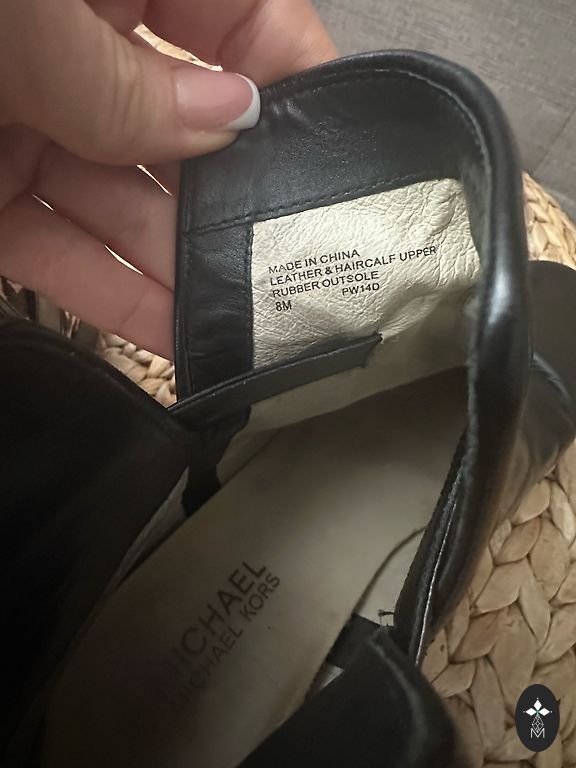 MADE IN CHINA
LEATHER & HAIRCALF UPPER
RUBBER OUTSOLE
8M PW14D
MICHAEL
MICHAEL KORS
M